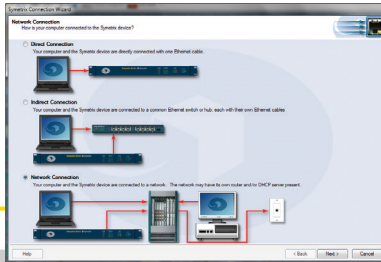 Symetrix Connection Wizard
Network Connection
How is your computer connected to the Symetrix device?
Direct Connection
Your computer and the Symetrix device are directly connected with one Ethernet cable.
Indirect Connection
Your computer and the Symetrix device are connected to a common Ethernet switch or hub, each with their own Ethernet cables
Network Connection
Your computer and the Symetrix device are connected to a network. The network may have its own router and/or DHCP server present.
Help
< Back
Next >
Cancel